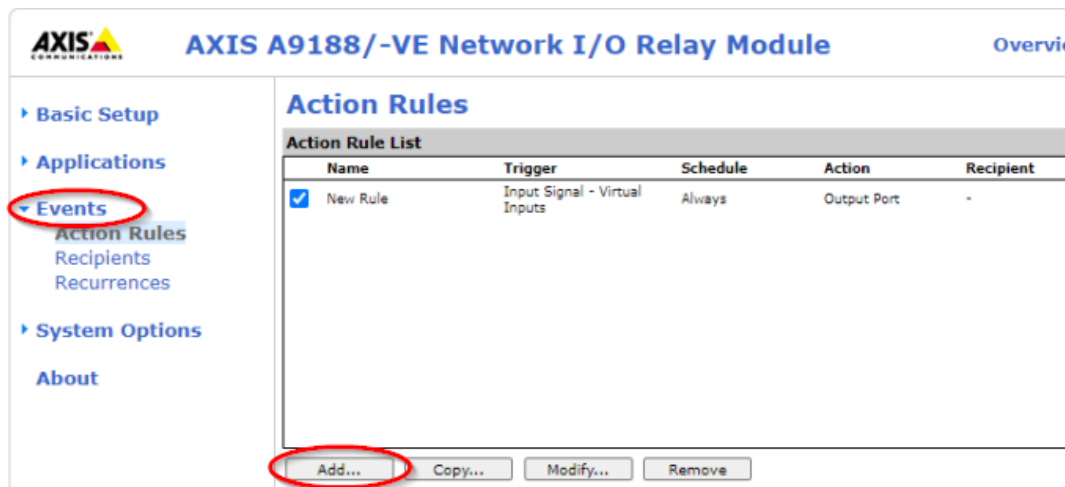 AXIS
COMMUNICATIONS
AXIS A9188/-VE Network I/O Relay Module
Basic Setup
Applications
Events
Action Rules
Recipients
Recurrences
System Options
About
Action Rules
Action Rule List
Name Trigger Schedule Action Recipient
New Rule Input Signal - Virtual Inputs Always Output Port -
Add... Copy... Modify... Remove